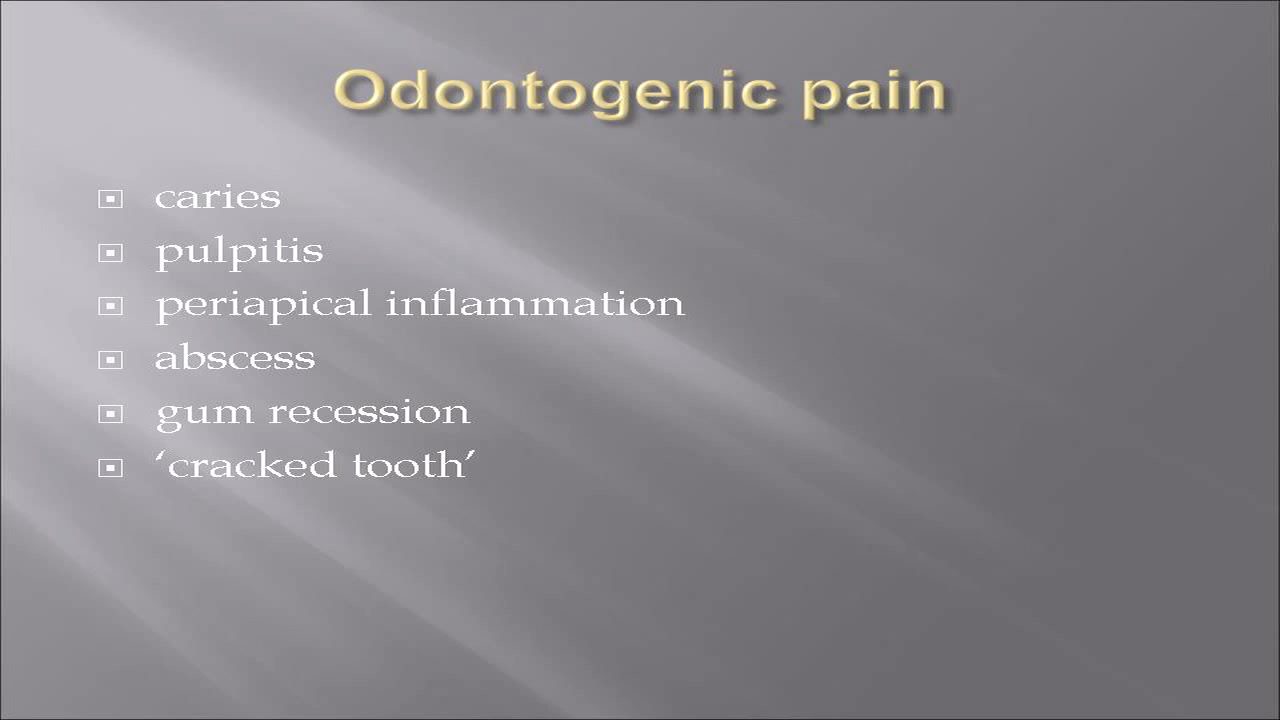 Odontogenic pain
caries
pulpitis
periapical inflammation
abscess
gum recession
‘cracked tooth’